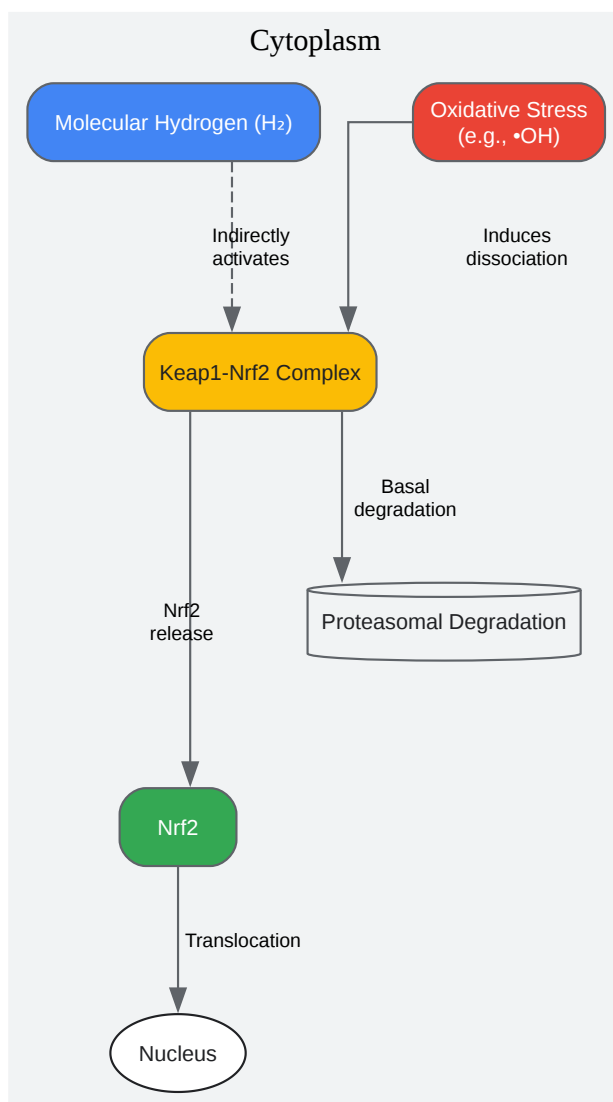 Cytoplasm
Molecular Hydrogen (H₂)
Oxidative Stress
(e.g., •OH)
Indirectly
activates
Induces
dissociation
Keap1-Nrf2 Complex
Basal
degradation
Proteasomal Degradation
Nrf2
release
Nrf2
Translocation
Nucleus